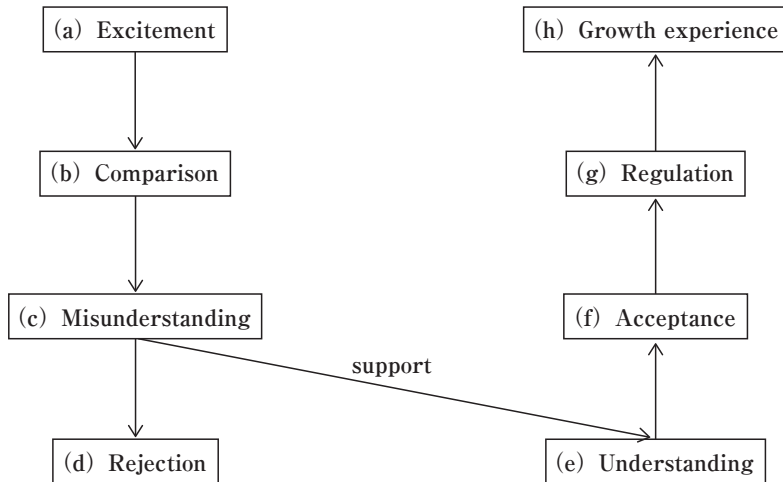 (a) Excitement
(b) Comparison
(c) Misunderstanding
(d) Rejection
support
(e) Understanding
(f) Acceptance
(g) Regulation
(h) Growth experience